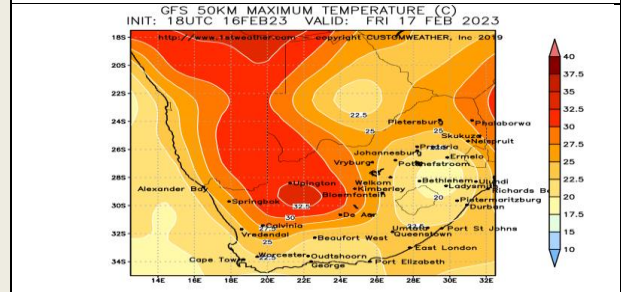 GFS 50KM MAXIMUM TEMPERATURE (C)
INIT: 18UTC 16FEB23 VALID: FRI 17 FEB 2023
http://www.1stweather.com © copyright CUSTOMWEATHER, Inc 2019
18S
20S
22S
24S
26S
28S
30S
32S
34S
14E 16E 18E 20E 22E 24E 26E 28E 30E 32E
22.5
25
Pietersburg
25
Phalaborwa
Skukuza
Nelspruit
Pretoria
Johannesburg
Ermelo
Vryburg
Potchefstroom
Welkom
Bethlehem
Ulundi
Alexander Bay
Upington
Kimberley
Ladysmith
Bloemfontein
Richards B
Springbok
32.5
20
Pietermaritzburg
Durban
30
De Aar
Calvinia
Vredendal
25
Beaufort West
Umtata
Queenstown
Port St Johns
East London
Cape Town
Worcester
22.5
Oudtshoorn
George
Port Elizabeth
40
37.5
35
32.5
30
27.5
25
22.5
20
17.5
15
10